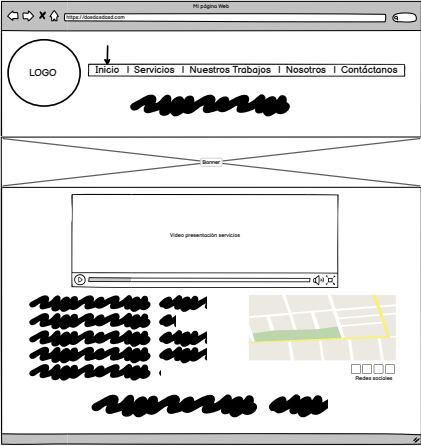 Mi página Web
https://dasdasdasd.com
LOGO
Inicio | Servicios | Nuestros Trabajos | Nosotros | Contáctanos
Banner
Video presentación servicios
Redes sociales